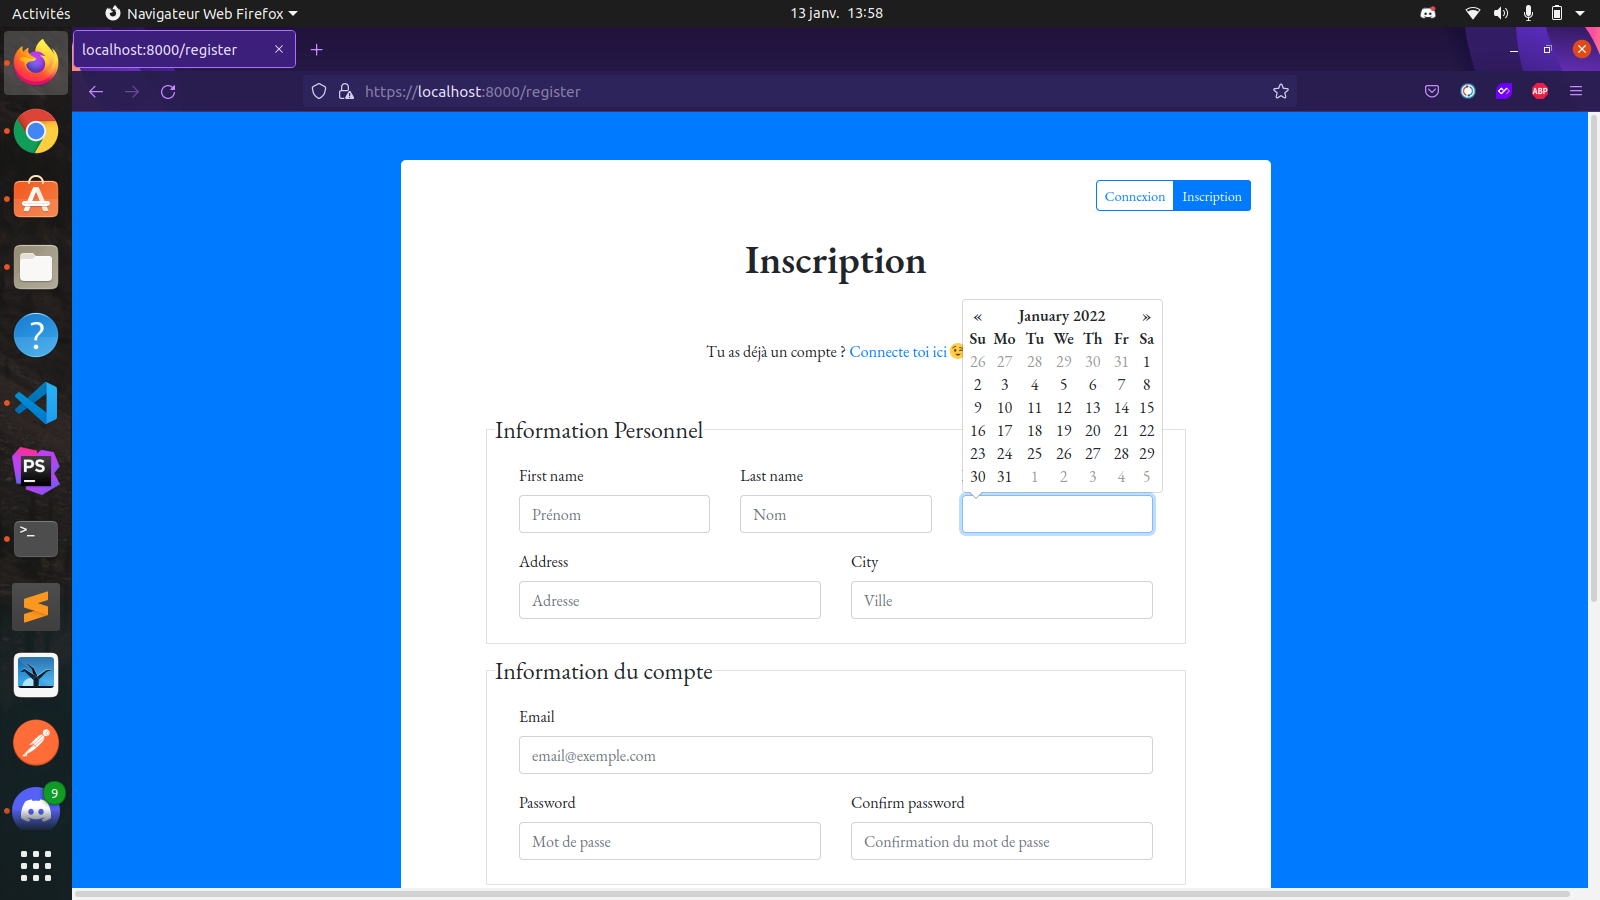 Activités
Navigateur Web Firefox
13 janv. 13:58
localhost:8000/register
https://localhost:8000/register
ABP
Connexion
Inscription
Inscription
Tu as déjà un compte ? Connecte toi ici 😉
« January 2022 »
Su Mo Tu We Th Fr Sa
26 27 28 29 30 31 1
2 3 4 5 6 7 8
9 10 11 12 13 14 15
16 17 18 19 20 21 22
23 24 25 26 27 28 29
30 31 1 2 3 4 5
Information Personnel
First name
Last name
Prénom
Nom
Address
City
Adresse
Ville
Information du compte
Email
email@exemple.com
Password
Confirm password
Mot de passe
Confirmation du mot de passe
?
PS
>_
9